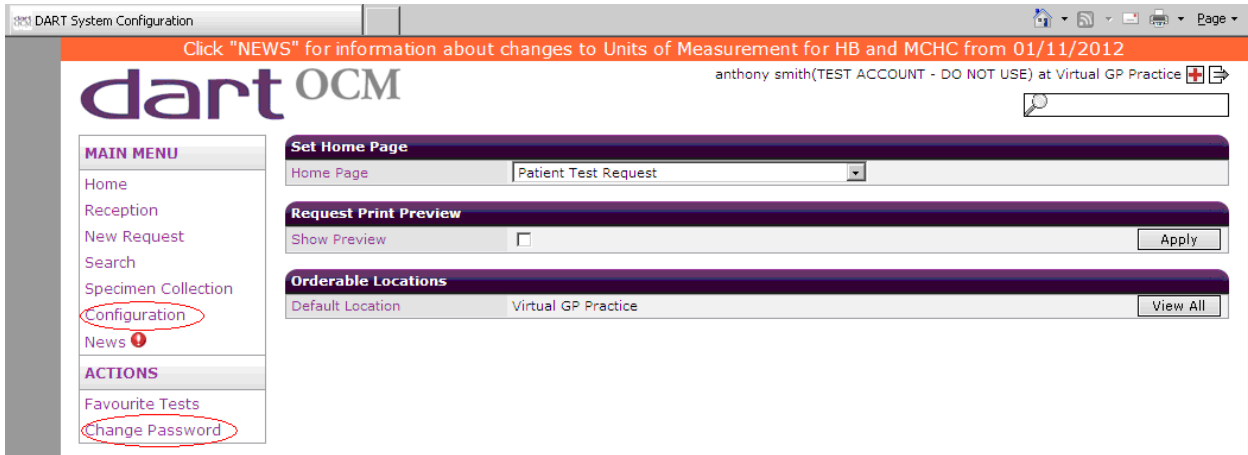 DART System Configuration
Page
Click "NEWS" for information about changes to Units of Measurement for HB and MCHC from 01/11/2012
dart OCM
anthony smith(TEST ACCOUNT - DO NOT USE) at Virtual GP Practice
MAIN MENU
Home
Reception
New Request
Search
Specimen Collection
Configuration
News
ACTIONS
Favourite Tests
Change Password
Set Home Page
Home Page Patient Test Request
Request Print Preview
Show Preview Apply
Orderable Locations
Default Location Virtual GP Practice View All